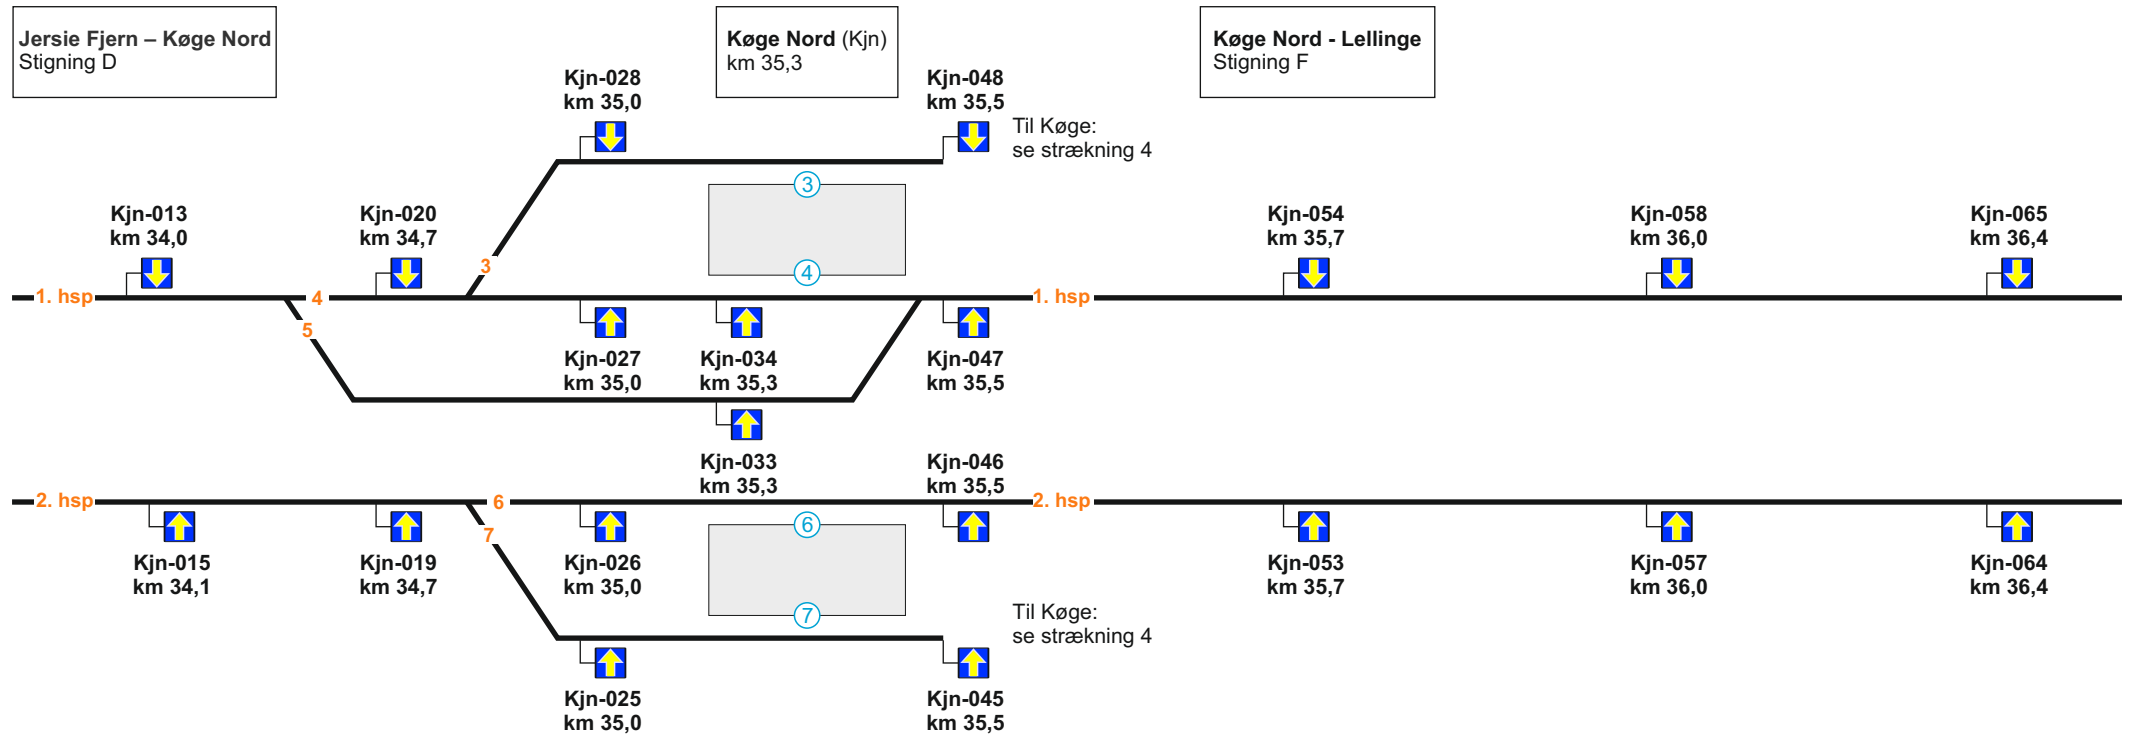 Jersie Fjern – Køge Nord
Stigning D
Køge Nord (Kjn)
km 35,3
Køge Nord - Lellinge
Stigning F
Kjn-028
km 35,0
Kjn-048
km 35,5
Til Køge:
se strækning 4
3
Kjn-013
km 34,0
Kjn-020
km 34,7
Kjn-054
km 35,7
Kjn-058
km 36,0
Kjn-065
km 36,4
3
4
1. hsp
4
1. hsp
5
Kjn-027
km 35,0
Kjn-034
km 35,3
Kjn-047
km 35,5
Kjn-033
km 35,3
Kjn-046
km 35,5
2. hsp
6
2. hsp
7
6
Kjn-015
km 34,1
Kjn-019
km 34,7
Kjn-026
km 35,0
Kjn-053
km 35,7
Kjn-057
km 36,0
Kjn-064
km 36,4
7
Til Køge:
se strækning 4
Kjn-025
km 35,0
Kjn-045
km 35,5